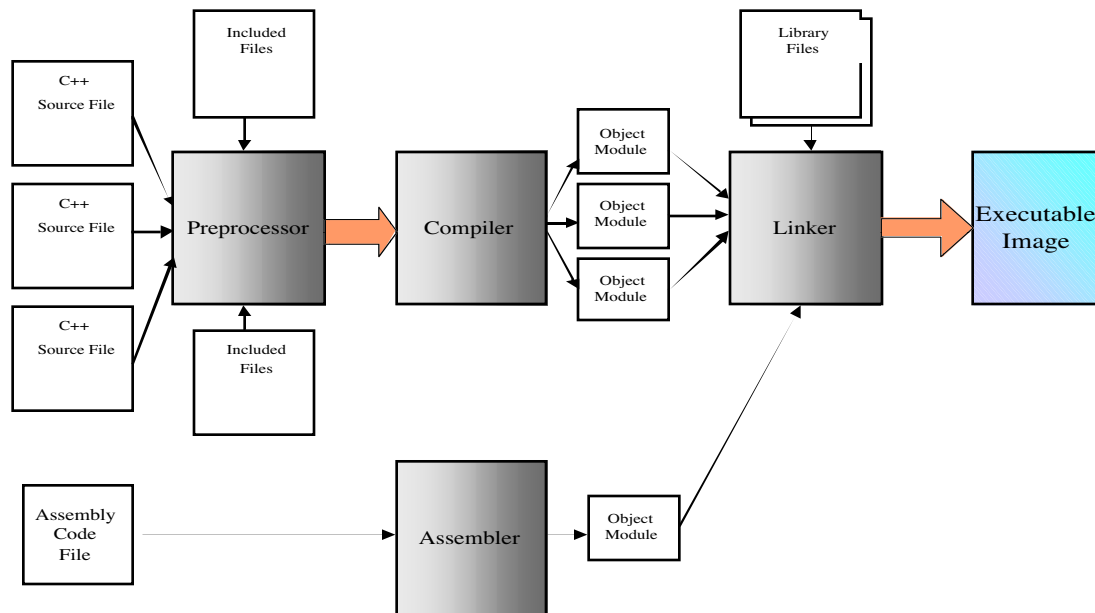 Included
Files
Library
Files
C++
Source File
C++
Source File
C++
Source File
Preprocessor
Included
Files
Compiler
Object
Module
Object
Module
Object
Module
Linker
Executable
Image
Assembly
Code
File
Assembler
Object
Module